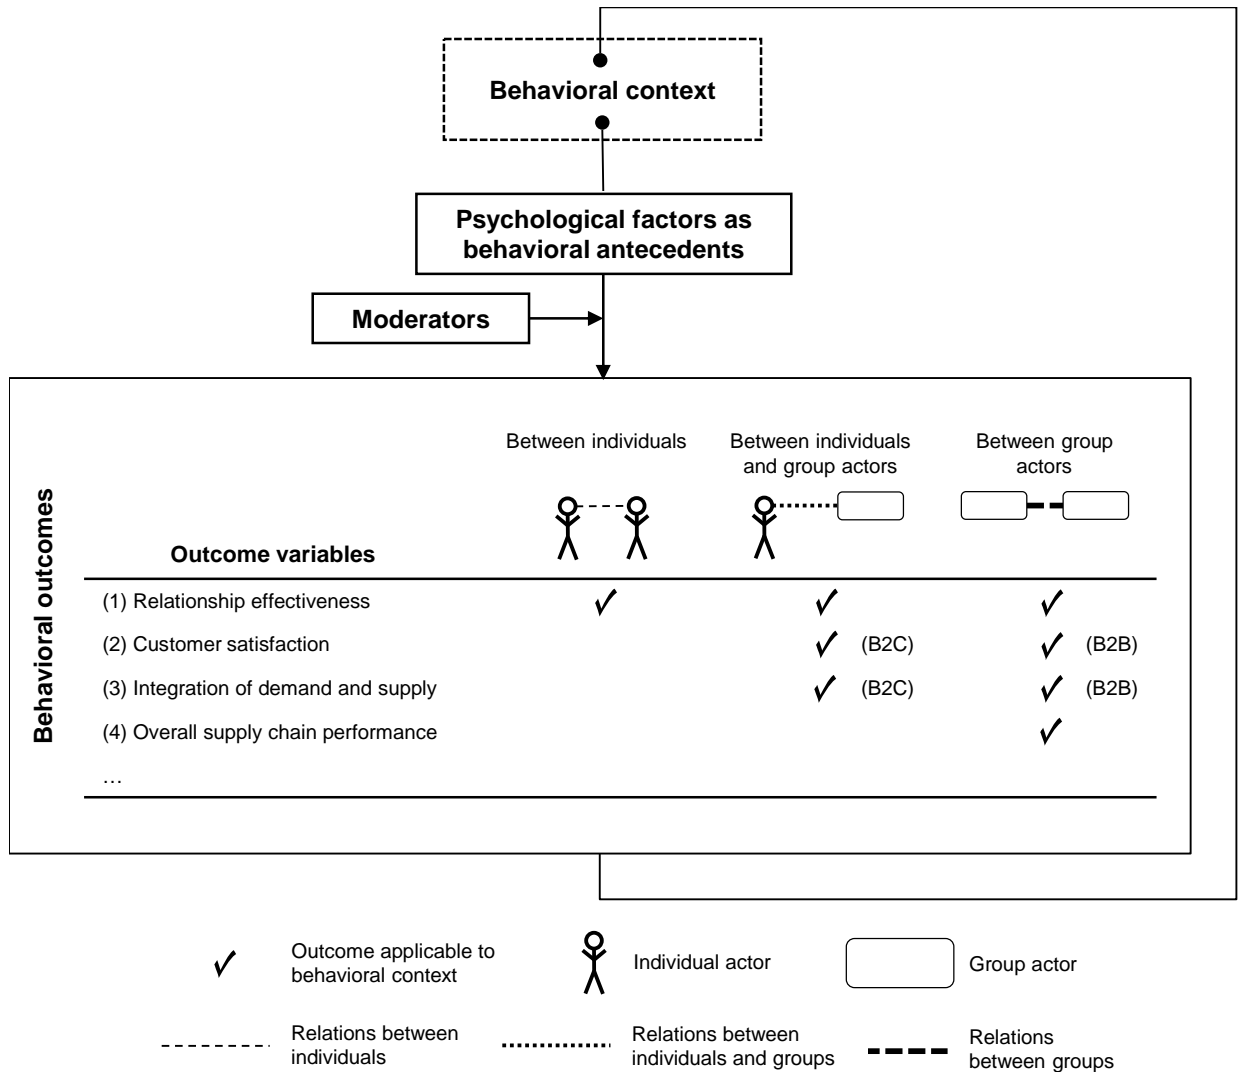 Behavioral context
Psychological factors as
behavioral antecedents
Moderators
Behavioral outcomes
Between individuals
Between individuals
and group actors
Between group
actors
Outcome variables
(1) Relationship effectiveness
(2) Customer satisfaction (B2C) (B2B)
(3) Integration of demand and supply (B2C) (B2B)
(4) Overall supply chain performance
…
Outcome applicable to
behavioral context
Individual actor
Group actor
Relations between
individuals
Relations between
individuals and groups
Relations
between groups